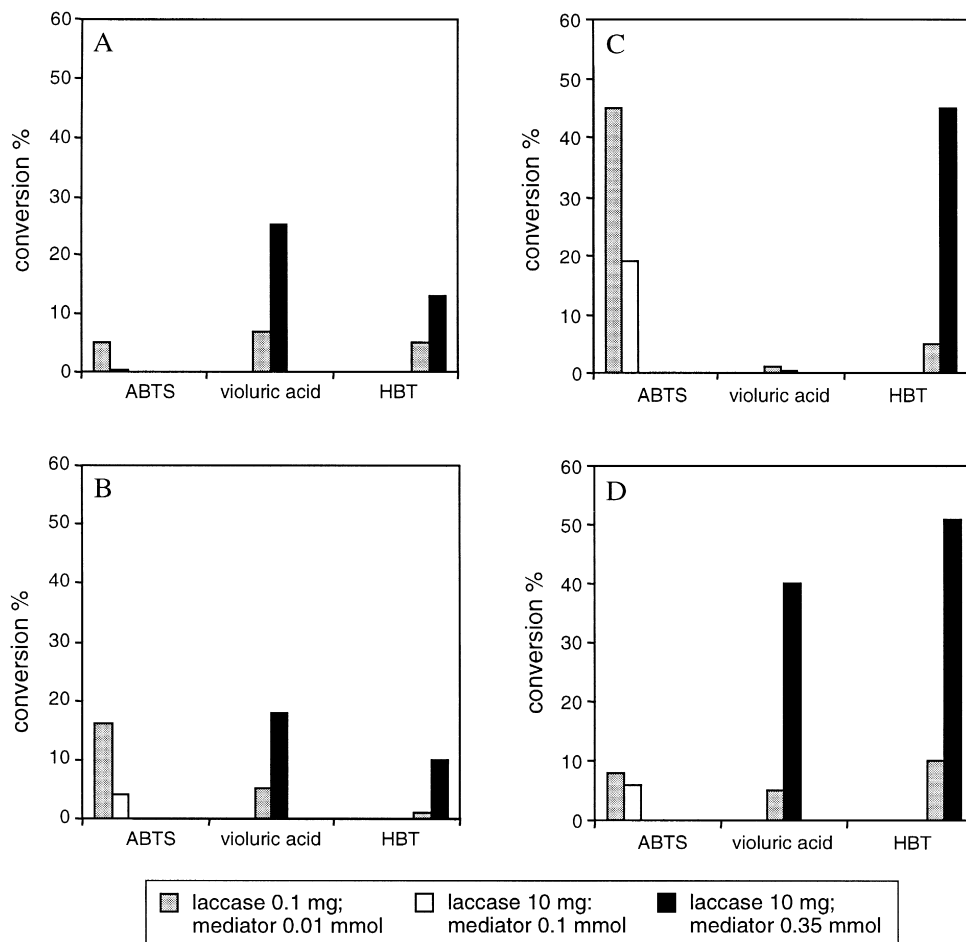 A
conversion %
60
50
40
30
20
10
0
ABTS violuric acid HBT
C
conversion %
60
50
40
30
20
10
0
ABTS violuric acid HBT
B
conversion %
60
50
40
30
20
10
0
ABTS violuric acid HBT
D
conversion %
60
50
40
30
20
10
0
ABTS violuric acid HBT
laccase 0.1 mg;
mediator 0.01 mmol
laccase 10 mg:
mediator 0.1 mmol
laccase 10 mg;
mediator 0.35 mmol